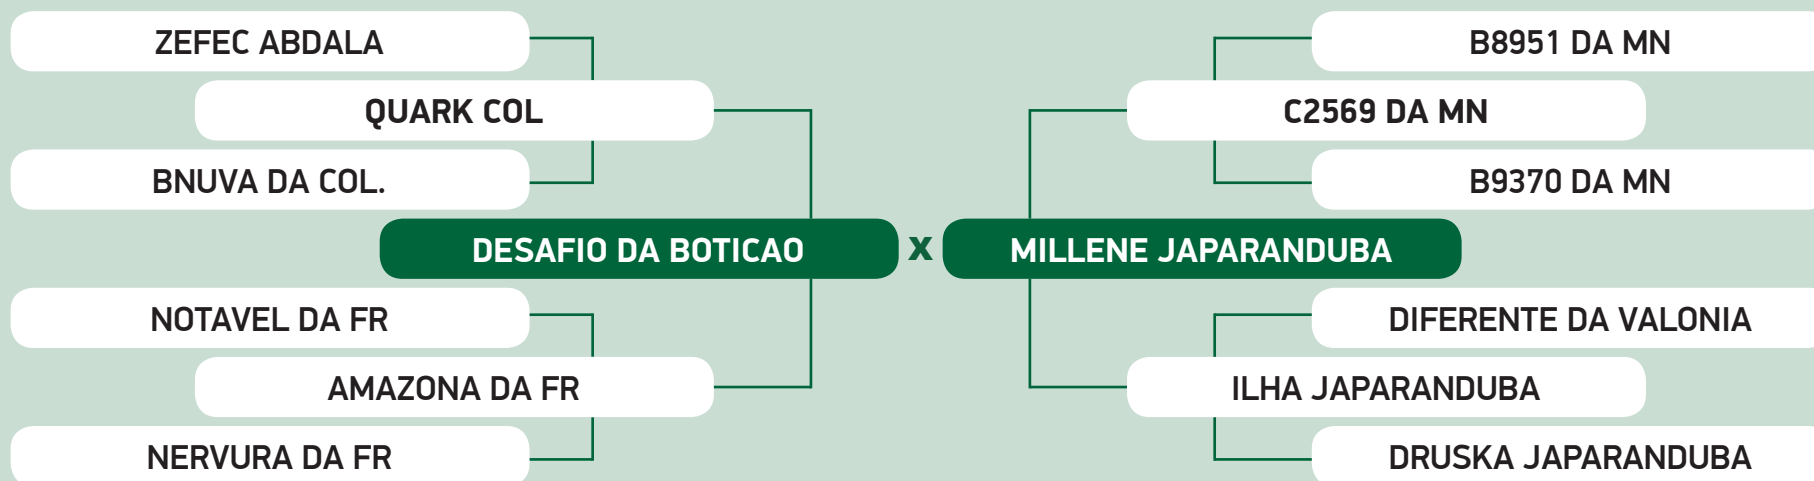 ZEFEC ABDALA
B8951 DA MN
QUARK COL
C2569 DA MN
BNUVA DA COL.
B9370 DA MN
DESAFIO DA BOTICAO X MILLENE JAPARANDUBA
NOTAVEL DA FR
DIFERENTE DA VALONIA
AMAZONA DA FR
ILHA JAPARANDUBA
NERVURA DA FR
DRUSKA JAPARANDUBA